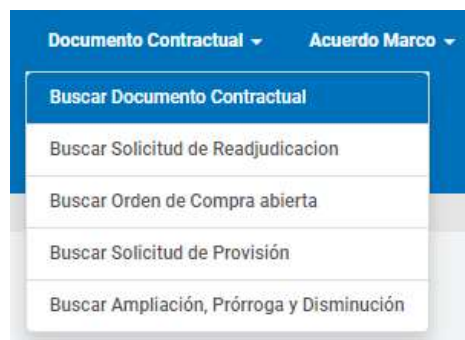 Documento Contractual Acuerdo Marco
Buscar Documento Contractual
Buscar Solicitud de Readjudicacion
Buscar Orden de Compra abierta
Buscar Solicitud de Provisión
Buscar Ampliación, Prórroga y Disminución